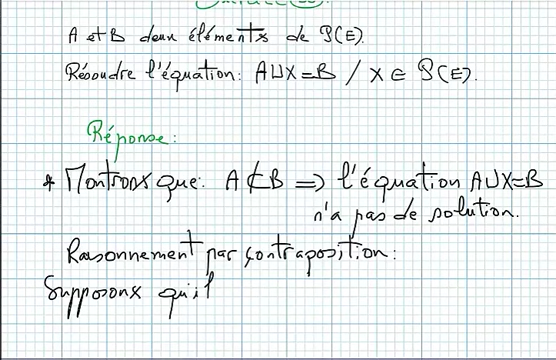 A et B deux éléments de P(E).
Résoudre l'équation: A∪X=B / X ∈ P(E).
Réponse:
* Montrons que: A ⊄ B ⟹ l'équation A∪X=B
n'a pas de solution.
Raisonnement par contraposition:
Supposons qu'il